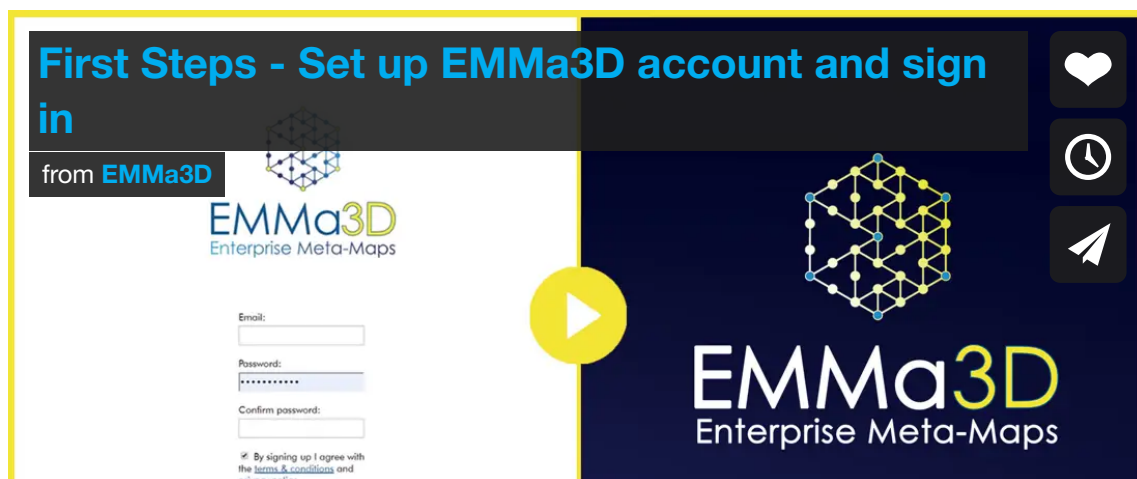 First Steps - Set up EMMa3D account and sign
in
from EMMa3D
EMMa3D
Enterprise Meta-Maps
Email:
Password:
Confirm password:
By signing up I agree with
the terms & conditions and
EMMa3D
Enterprise Meta-Maps